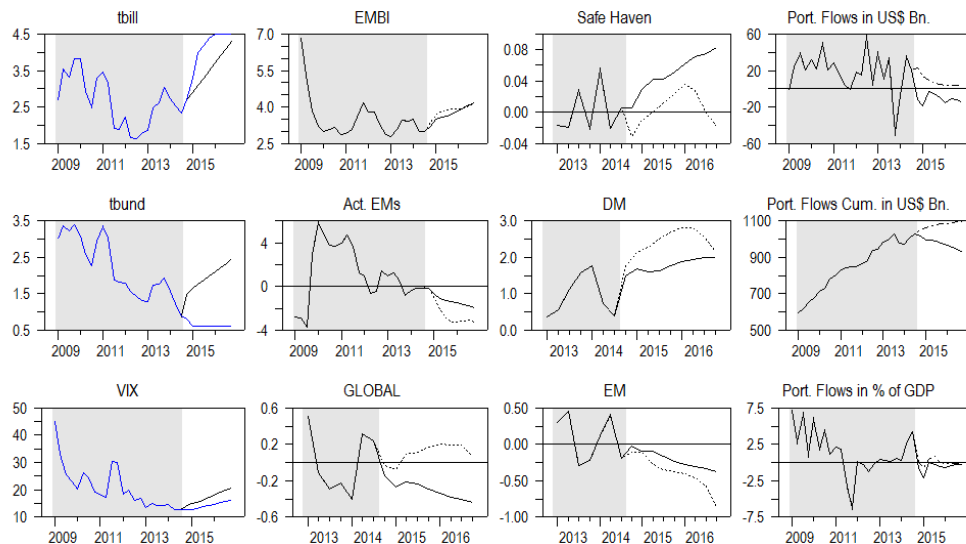 tbill EMBI Safe Haven Port. Flows in US$ Bn.
4.5 7.0 0.08 60
3.5 5.5 0.04 20
2.5 4.0 0.00 -20
1.5 2.5 -0.04 -60
2009 2011 2013 2015 2009 2011 2013 2015 2013 2014 2015 2016 2009 2011 2013 2015
tbund Act. EMs DM Port. Flows Cum. in US$ Bn.
3.5 4 3.0 1100
2.5 0 2.0 900
1.5 -4 1.0 700
0.5 0.0 500
2009 2011 2013 2015 2009 2011 2013 2015 2013 2014 2015 2016 2009 2011 2013 2015
VIX GLOBAL EM Port. Flows in % of GDP
50 0.6 0.50 7.5
40 0.2 0.00 2.5
30 -0.2 -0.50 -2.5
20 -0.6 -1.00 -7.5
10
2009 2011 2013 2015 2013 2014 2015 2016 2013 2014 2015 2016 2009 2011 2013 2015